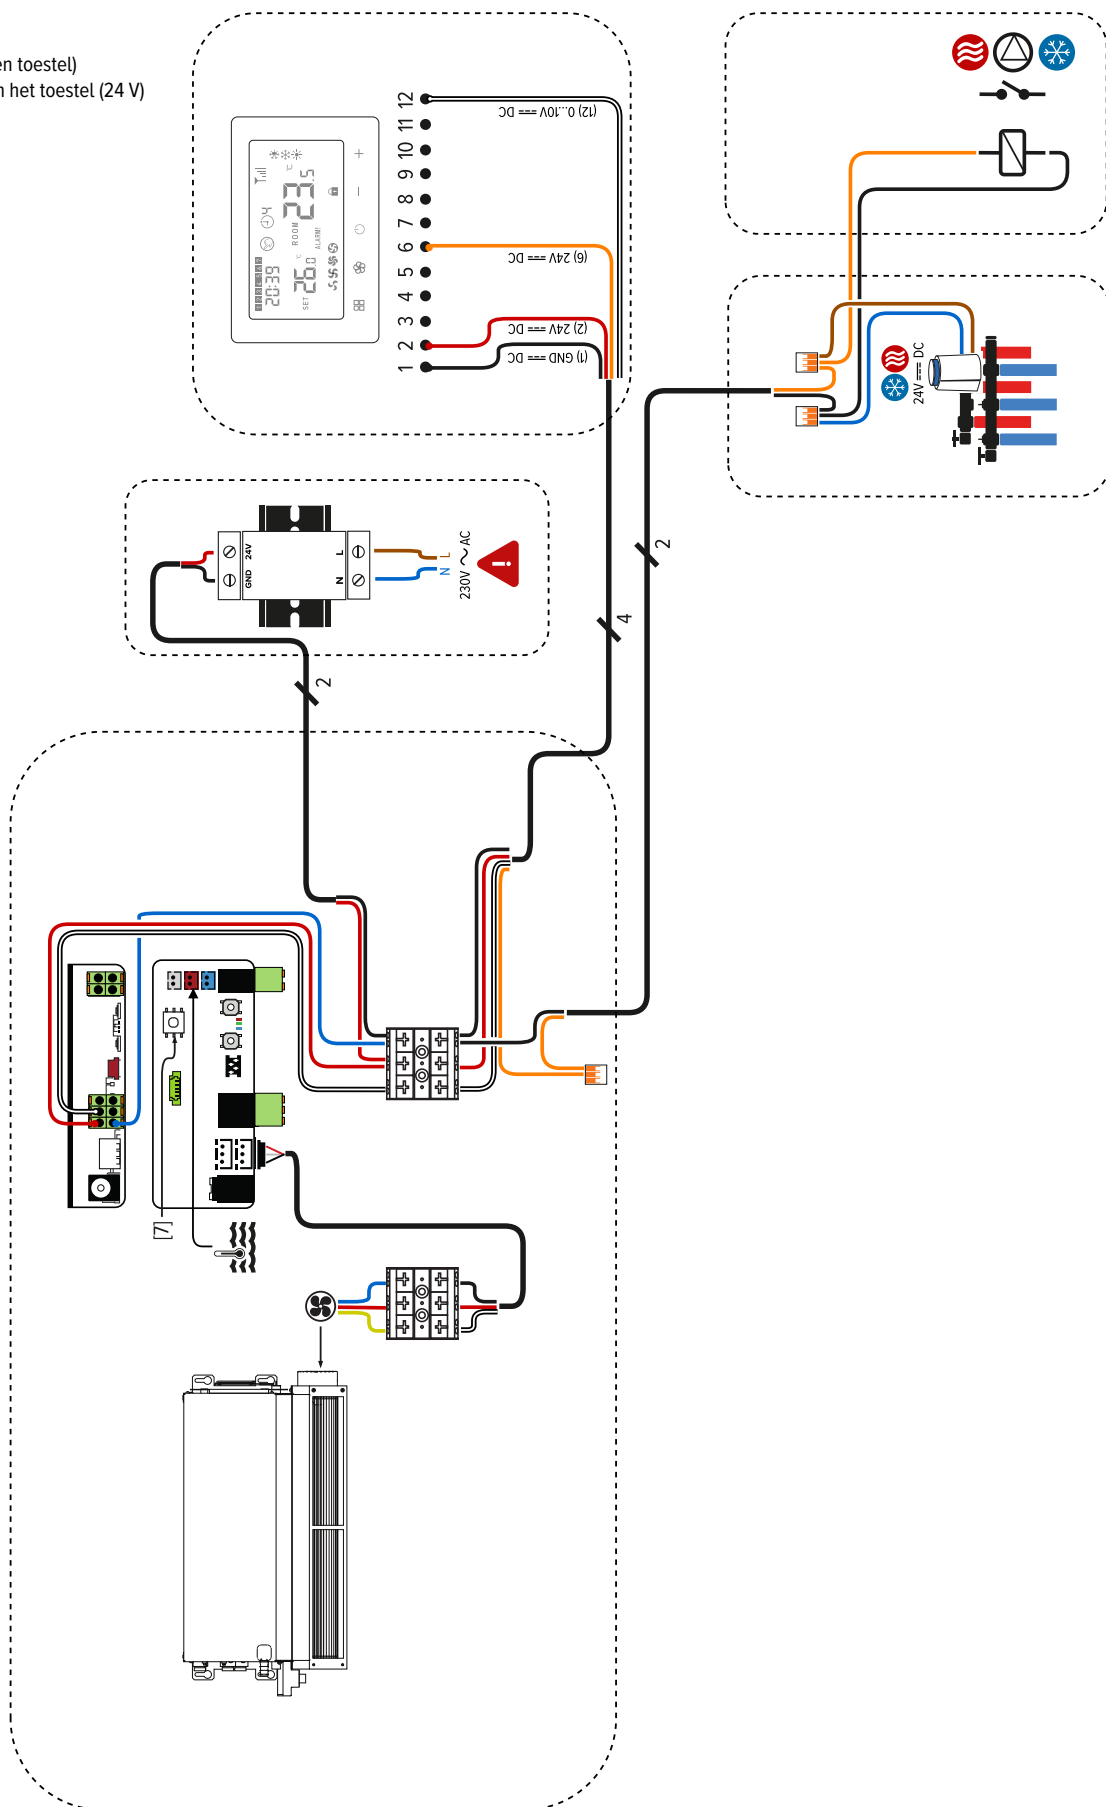 en toestel)
n het toestel (24 V)
12
11
10
9
8
7
6
5
4
3
2
1
(12) 0...10V DC
(6) 24V DC
(2) 24V DC
(1) GND DC
20:39
4
SET 26.0 °C
ROOM 23.5 °C
ALARM!
24V DC
GND 24V
N L
N L
230V AC
2
4
2
[7]